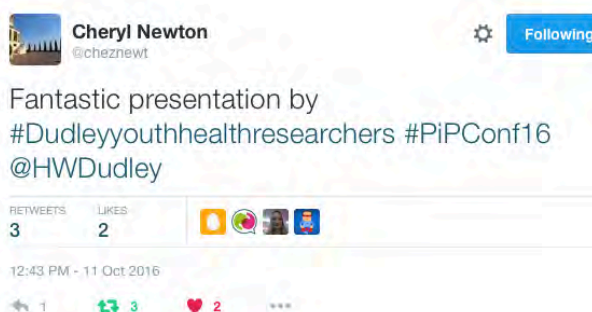 Cheryl Newton
@cheznewt
Following
Fantastic presentation by
#Dudleyyouthhealthresearchers #PiPConf16
@HWDudley
RETWEETS LIKES
3 2
12:43 PM - 11 Oct 2016
1 3 2